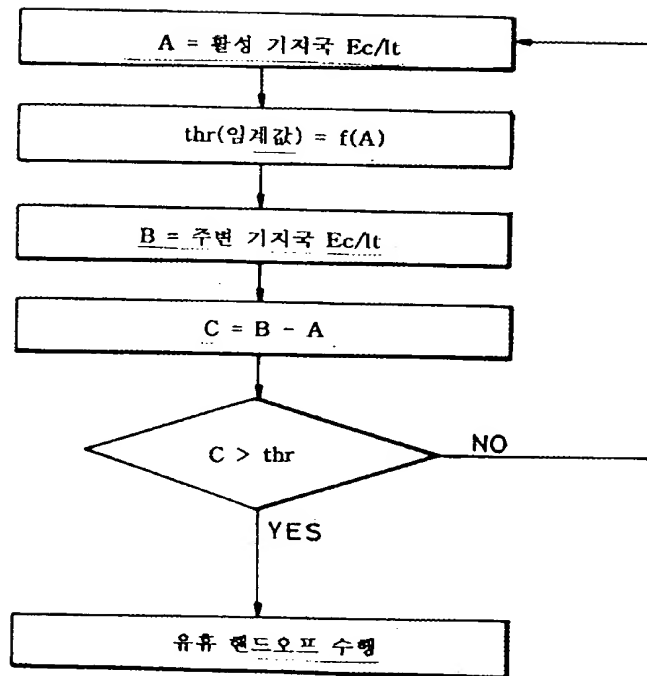 A = 활성 기지국 Ec/It
thr(임계값) = f(A)
B = 주변 기지국 Ec/It
C = B - A
C > thr
NO
YES
유휴 핸드오프 수행